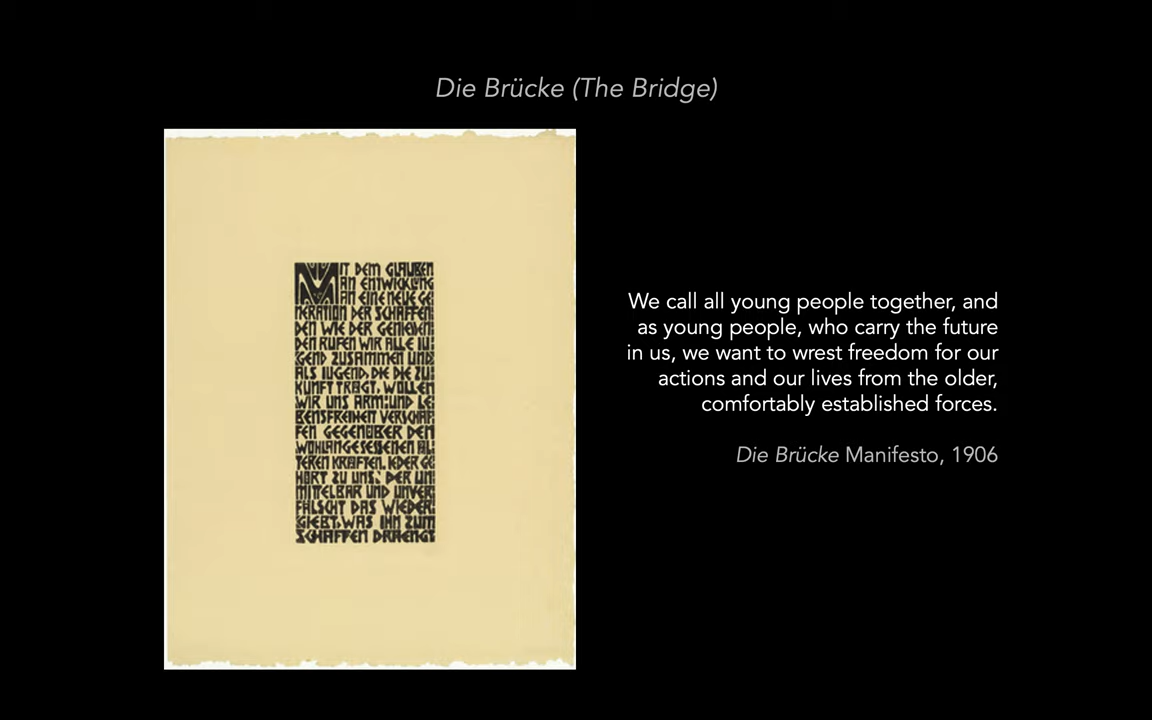 Die Brücke (The Bridge)
MIT DEM GLAUBEN
AN ENTWICKLUNG
AN EINE NEUE GE
NERATION DER SCHAFFEN
DEN WIE DER GENIESSEN
DEN RUFEN WIR ALLE JU
GEND ZUSAMMEN UND
ALS JUGEND, DIE DIE ZU
KUNFT TRÄGT, WOLLEN
WIR UNS ARM: UND LE
BENSFREIHEIT VERSCHAF
FEN GEGENÜBER DEN
WOHLANGESESSENEN ÄL
TEREN KRÄFTEN. JEDER GE
HÖRT ZU UNS, DER UN
MITTELBAR UND UNVER
FÄLSCHT DAS WIEDER
GIEBT, WAS IHN ZUM
SCHAFFEN DRAENGT
We call all young people together, and
as young people, who carry the future
in us, we want to wrest freedom for our
actions and our lives from the older,
comfortably established forces.
Die Brücke Manifesto, 1906